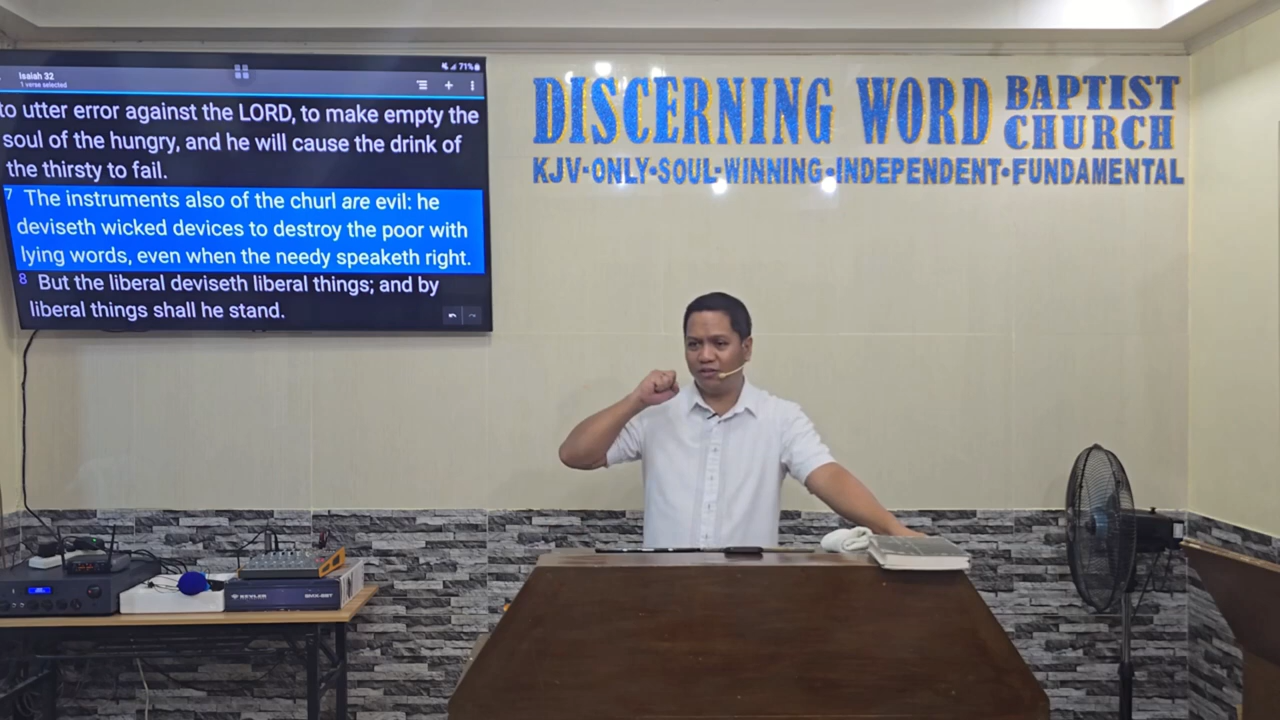 Isaiah 32
1 verse selected
71%
to utter error against the LORD, to make empty the
soul of the hungry, and he will cause the drink of
the thirsty to fail.
7 The instruments also of the churl are evil: he
deviseth wicked devices to destroy the poor with
lying words, even when the needy speaketh right.
8 But the liberal deviseth liberal things; and by
liberal things shall he stand.
DISCERNING WORD BAPTIST CHURCH
KJV-ONLY•SOUL-WINNING•INDEPENDENT•FUNDAMENTAL
KEVLER